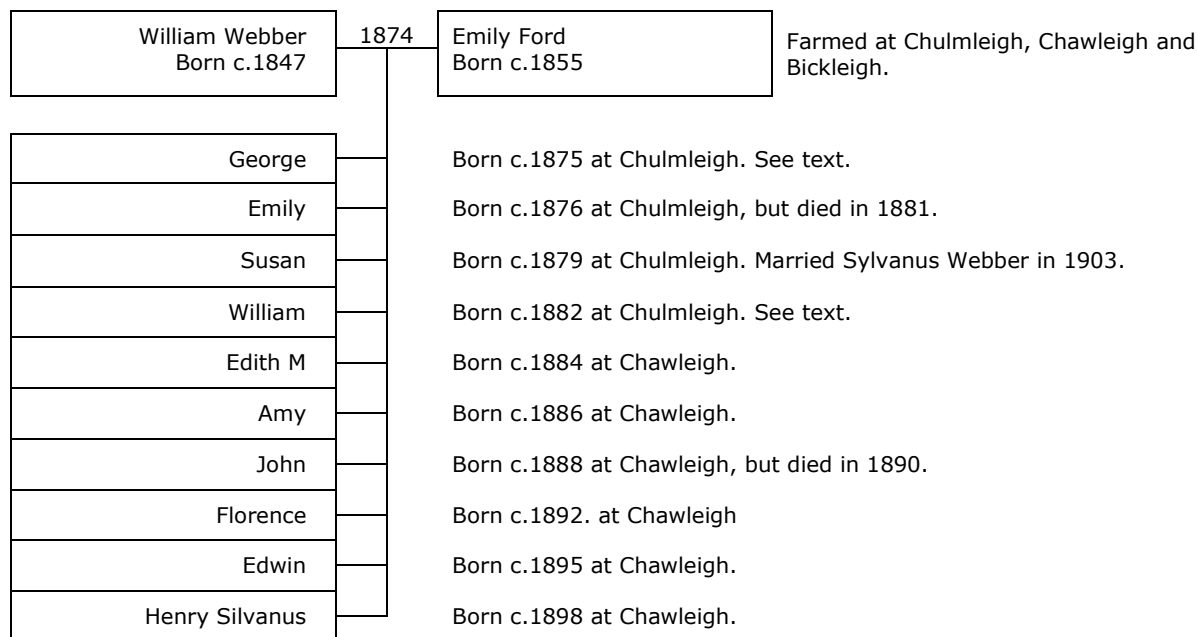 William Webber
Born c.1847
1874
Emily Ford
Born c.1855
Farmed at Chulmleigh, Chawleigh and
Bickleigh.
George
Born c.1875 at Chulmleigh. See text.
Emily
Born c.1876 at Chulmleigh, but died in 1881.
Susan
Born c.1879 at Chulmleigh. Married Sylvanus Webber in 1903.
William
Born c.1882 at Chulmleigh. See text.
Edith M
Born c.1884 at Chawleigh.
Amy
Born c.1886 at Chawleigh.
John
Born c.1888 at Chawleigh, but died in 1890.
Florence
Born c.1892. at Chawleigh
Edwin
Born c.1895 at Chawleigh.
Henry Silvanus
Born c.1898 at Chawleigh.